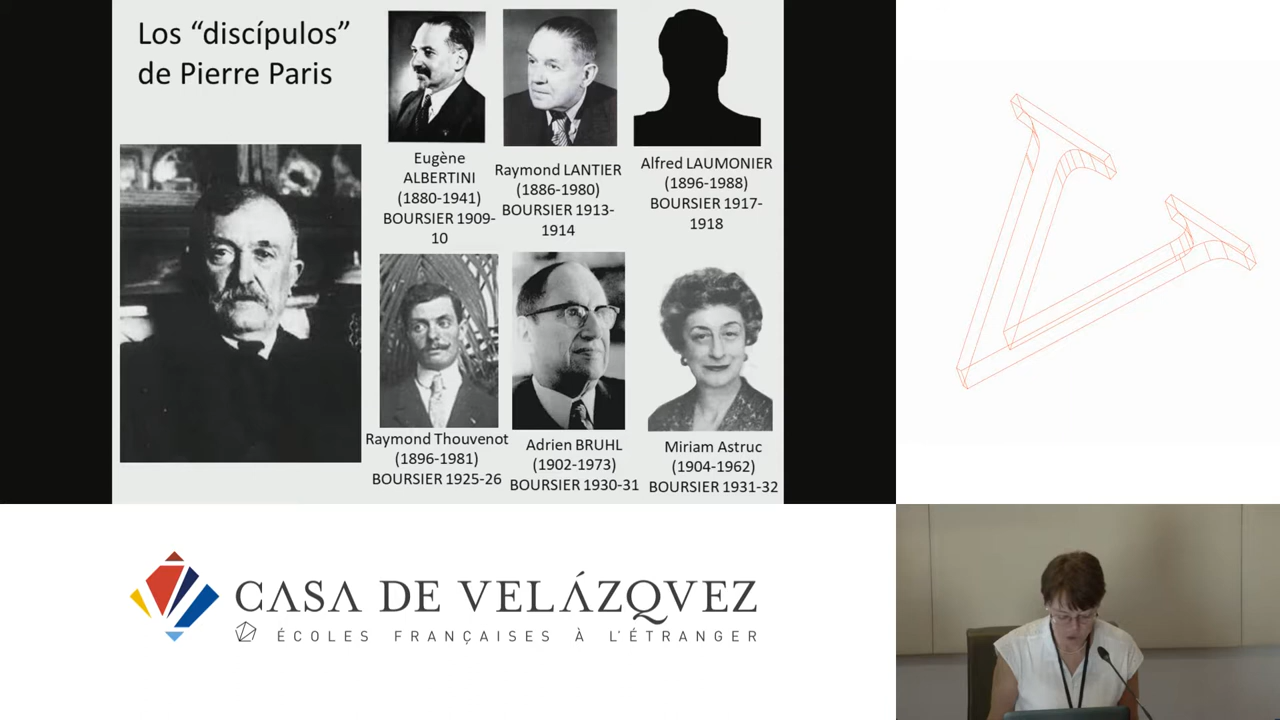 Los “discípulos”
de Pierre Paris
Eugène
ALBERTINI
(1880-1941)
BOURSIER 1909-
10
Raymond LANTIER
(1886-1980)
BOURSIER 1913-
1914
Alfred LAUMONIER
(1896-1988)
BOURSIER 1917-
1918
Raymond Thouvenot
(1896-1981)
BOURSIER 1925-26
Adrien BRUHL
(1902-1973)
BOURSIER 1930-31
Miriam Astruc
(1904-1962)
BOURSIER 1931-32
CASA DE VELÁZQVEZ
ÉCOLES FRANÇAISES À L'ÉTRANGER